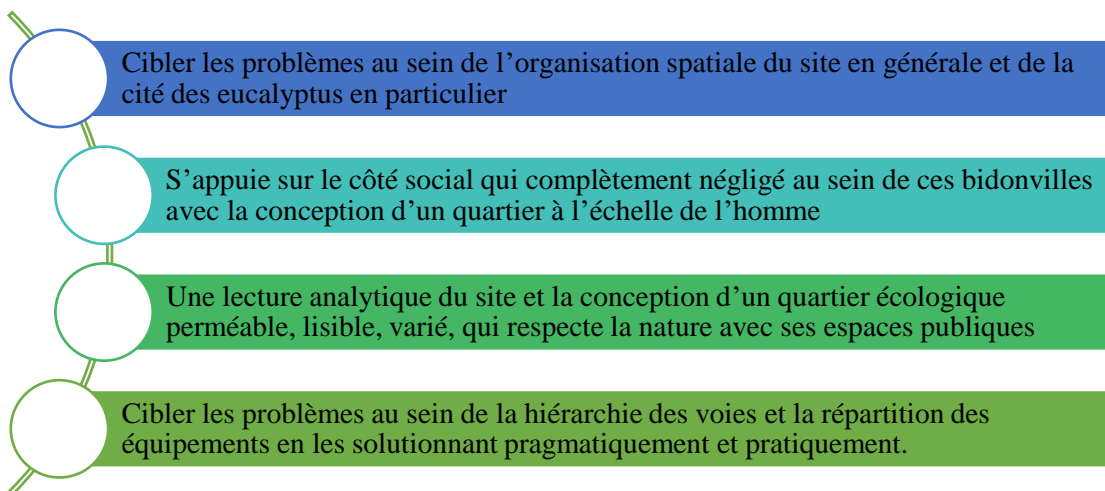 Cibler les problèmes au sein de l’organisation spatiale du site en générale et de la
cité des eucalyptus en particulier
S’appuie sur le côté social qui complètement négligé au sein de ces bidonvilles
avec la conception d’un quartier à l’échelle de l’homme
Une lecture analytique du site et la conception d’un quartier écologique
perméable, lisible, varié, qui respecte la nature avec ses espaces publiques
Cibler les problèmes au sein de la hiérarchie des voies et la répartition des
équipements en les solutionnant pragmatiquement et pratiquement.